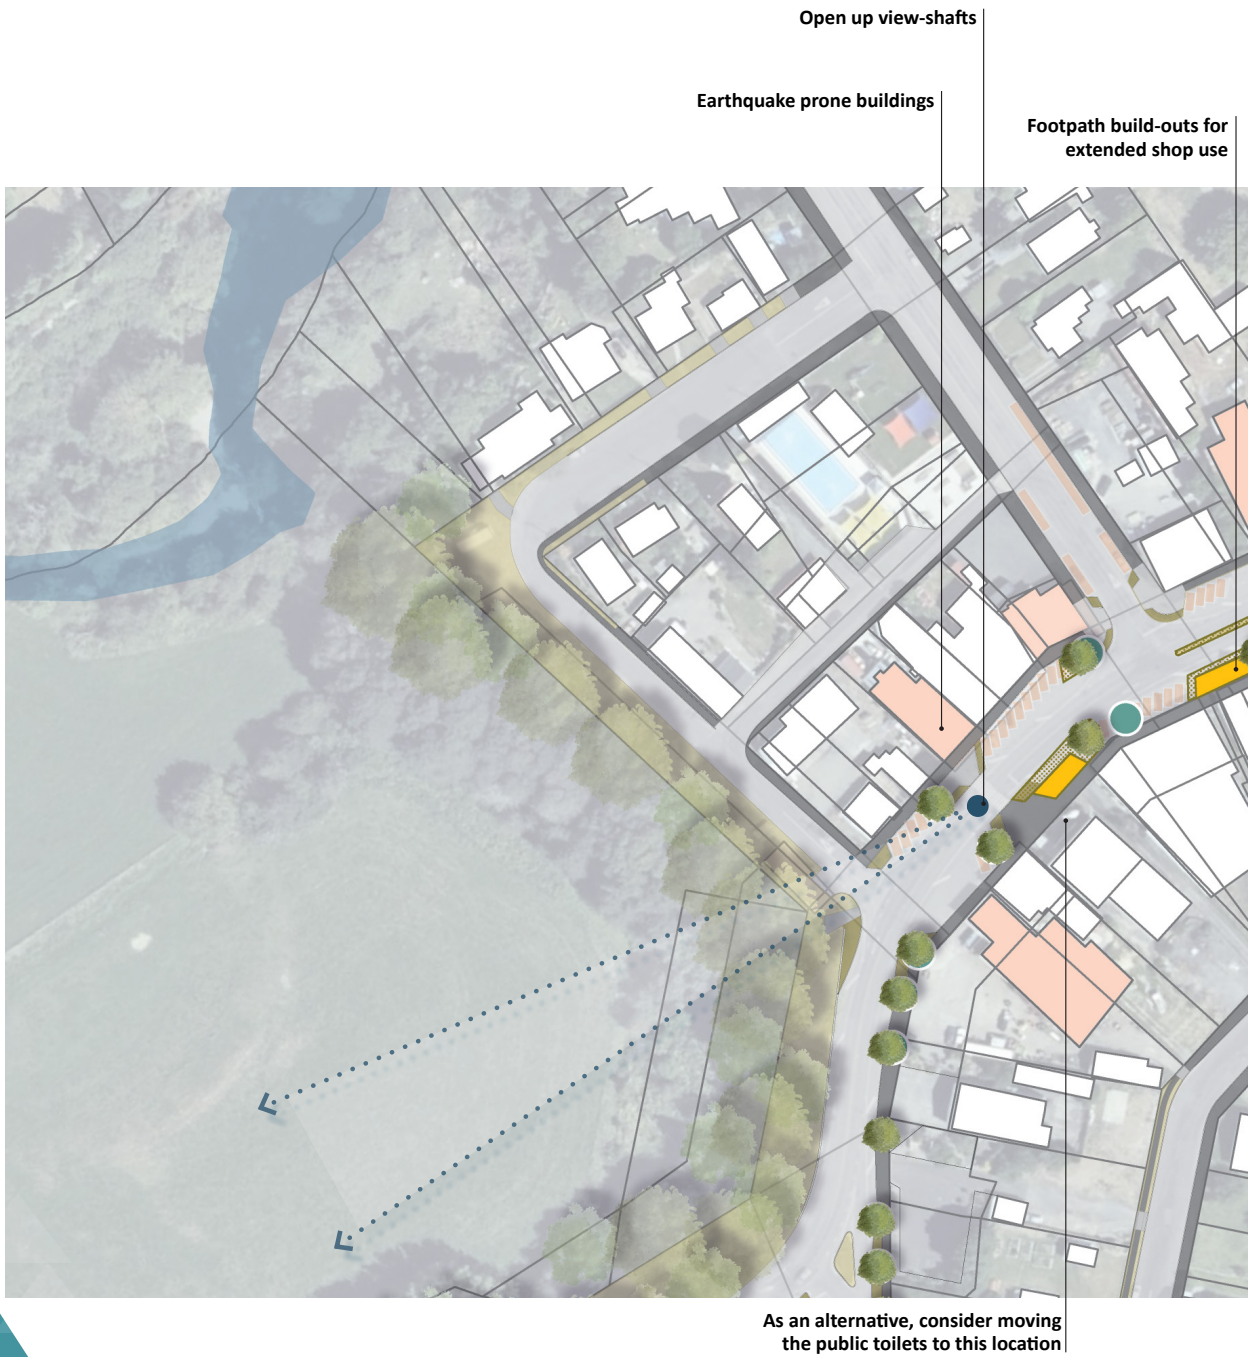 Open up view-shafts
Earthquake prone buildings
Footpath build-outs for
extended shop use
As an alternative, consider moving
the public toilets to this location